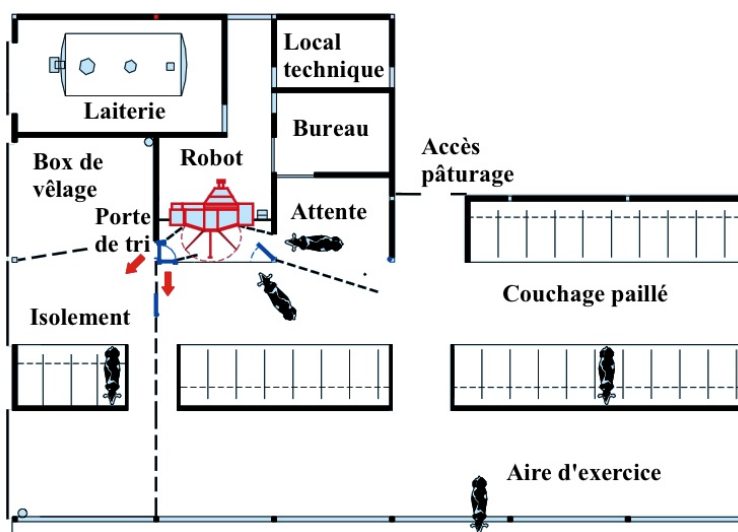 Local
technique
Laiterie
Bureau
Box de
vêlage
Robot
Accès
pâturage
Porte
de tri
Attente
Isolement
Couchage paillé
Aire d'exercice